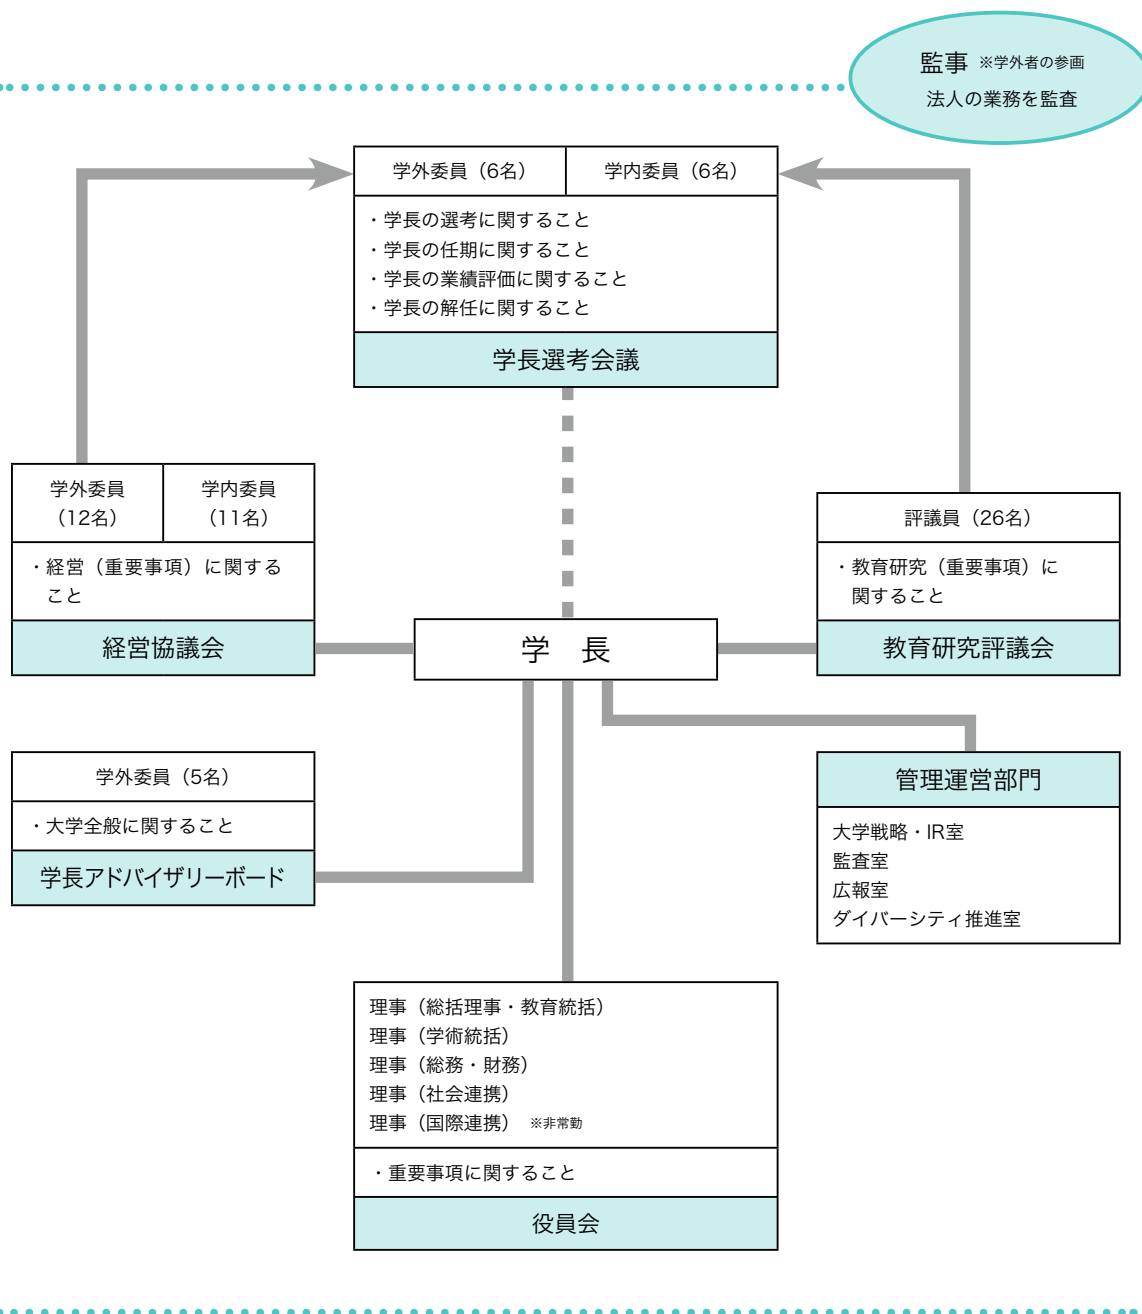 監事 ※学外者の参画
法人の業務を監査
学外委員（6名） 学内委員（6名）
・学長の選考に関すること
・学長の任期に関すること
・学長の業績評価に関すること
・学長の解任に関すること
学長選考会議
学外委員
（12名）
学内委員
（11名）
・経営（重要事項）に関する
こと
経営協議会
評議員（26名）
・教育研究（重要事項）に
関すること
教育研究評議会
学　長
学外委員（5名）
・大学全般に関すること
学長アドバイザリーボード
管理運営部門
大学戦略・IR室
監査室
広報室
ダイバーシティ推進室
理事（総括理事・教育統括）
理事（学術統括）
理事（総務・財務）
理事（社会連携）
理事（国際連携） ※非常勤
・重要事項に関すること
役員会